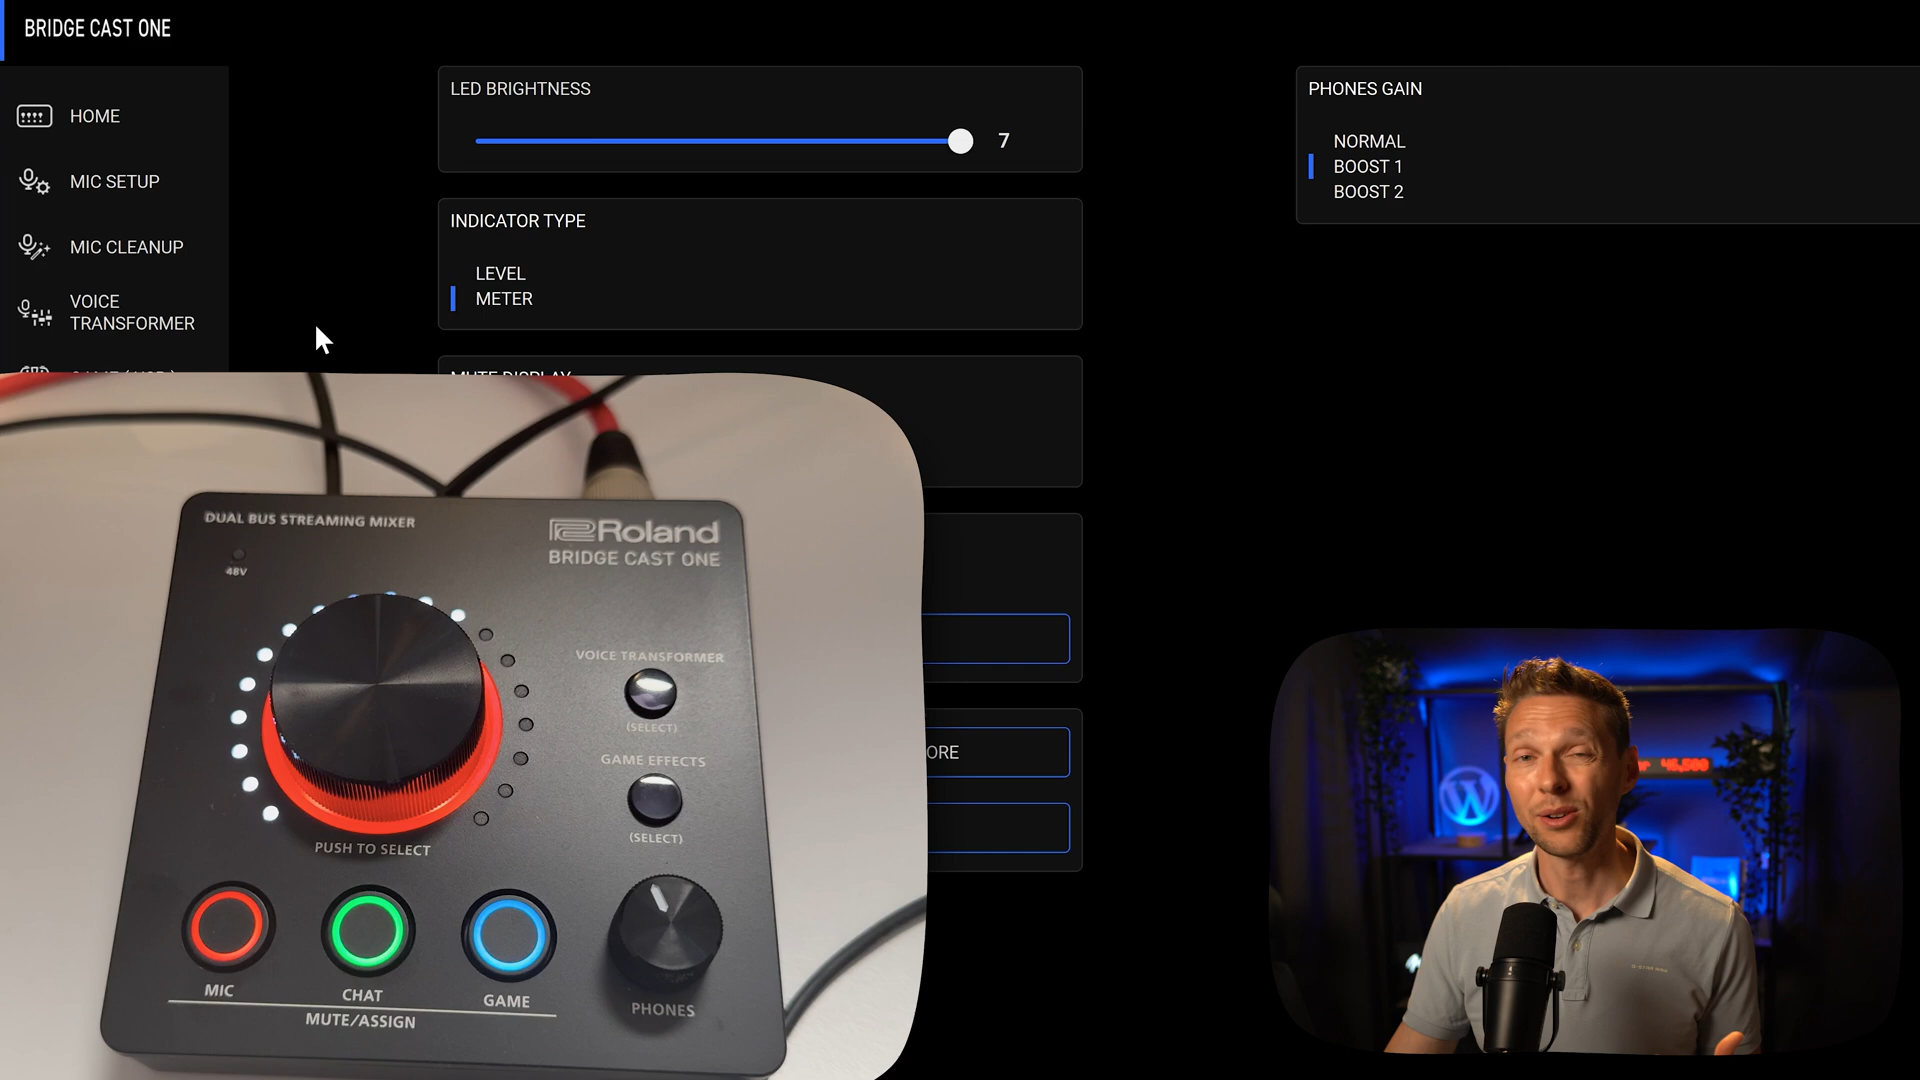 BRIDGE CAST ONE
HOME
MIC SETUP
MIC CLEANUP
VOICE
TRANSFORMER
LED BRIGHTNESS
7
INDICATOR TYPE
LEVEL
METER
MUTE DISPLAY
ORE
PHONES GAIN
NORMAL
BOOST 1
BOOST 2
DUAL BUS STREAMING MIXER
Roland
BRIDGE CAST ONE
48V
VOICE TRANSFORMER
(SELECT)
GAME EFFECTS
(SELECT)
PUSH TO SELECT
MIC
CHAT
GAME
MUTE/ASSIGN
PHONES